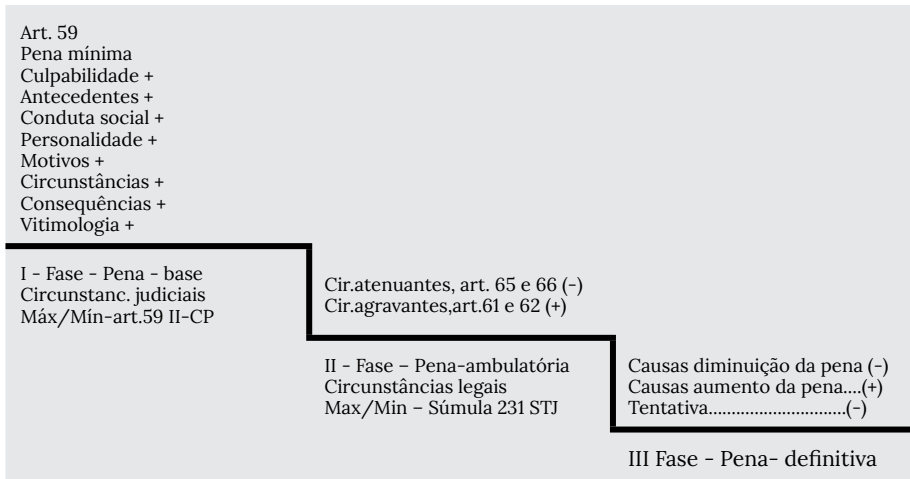 Art. 59
Pena mínima
Culpabilidade +
Antecedentes +
Conduta social +
Personalidade +
Motivos +
Circunstâncias +
Consequências +
Vitimologia +
I - Fase - Pena - base
Circunstanc. judiciais
Máx/Mín-art.59 II-CP
Cir.atenuantes, art. 65 e 66 (-)
Cir.agravantes,art.61 e 62 (+)
II - Fase – Pena-ambulatória
Circunstâncias legais
Max/Min – Súmula 231 STJ
Causas diminuição da pena (-)
Causas aumento da pena....(+)
Tentativa..............................(-)
III Fase - Pena- definitiva